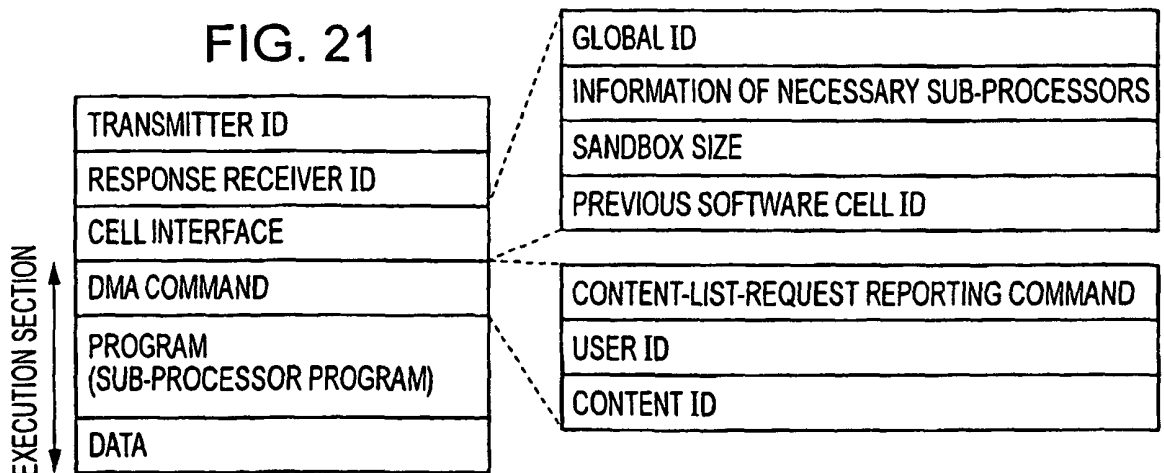 FIG. 21
TRANSMITTER ID
RESPONSE RECEIVER ID
CELL INTERFACE
DMA COMMAND
PROGRAM
(SUB-PROCESSOR PROGRAM)
DATA
EXECUTION SECTION
GLOBAL ID
INFORMATION OF NECESSARY SUB-PROCESSORS
SANDBOX SIZE
PREVIOUS SOFTWARE CELL ID
CONTENT-LIST-REQUEST REPORTING COMMAND
USER ID
CONTENT ID